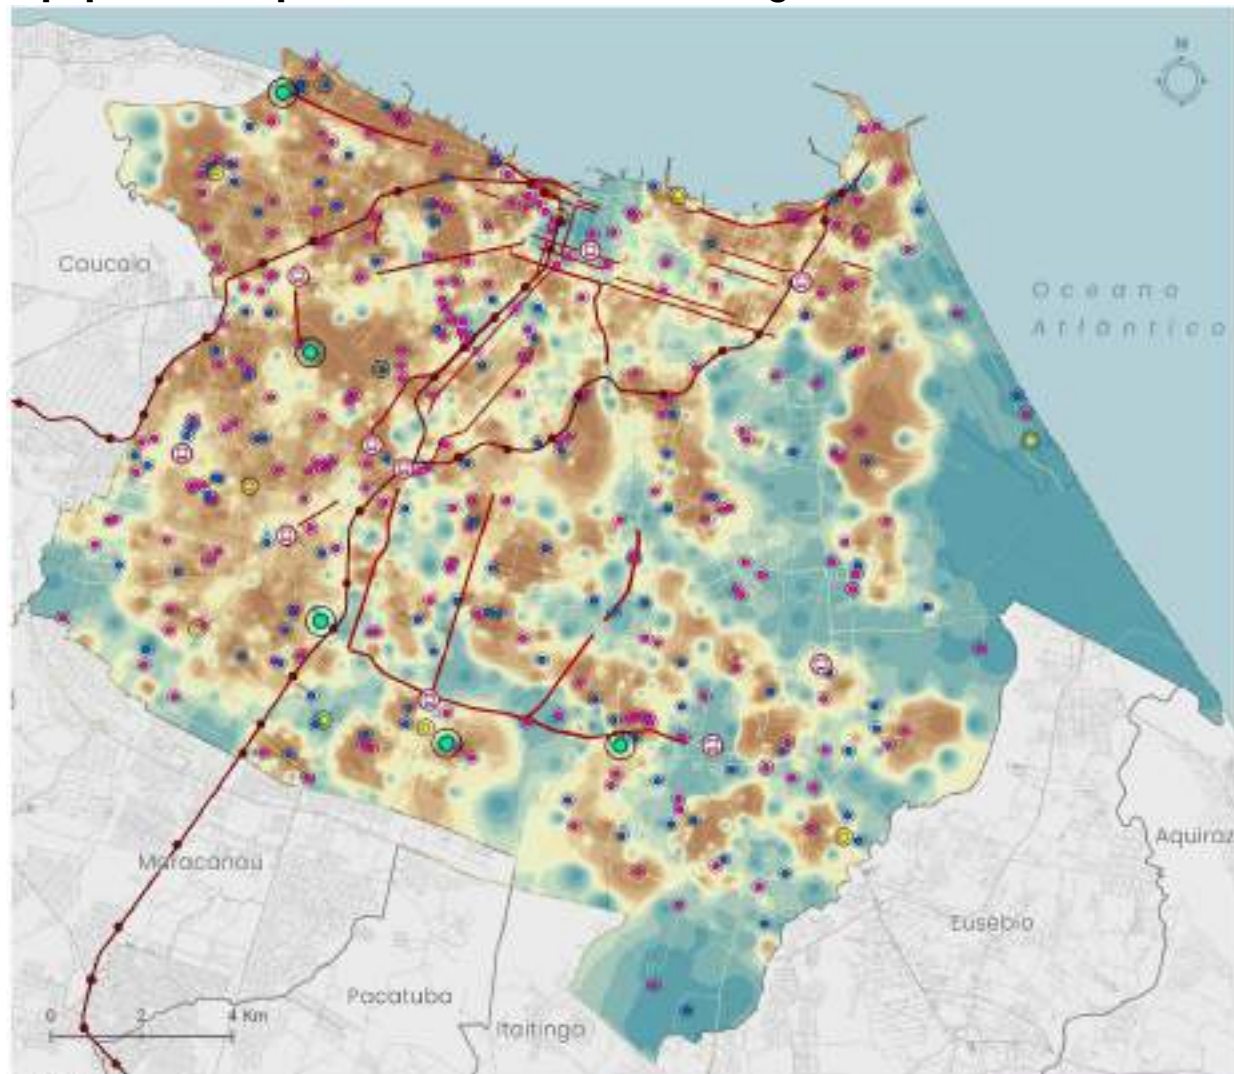 N
Caucaia
Oceano
Atlântico
Maracanaú
Aquiraz
Eusébio
Pacatuba
Itaitinga
0 2 4 Km